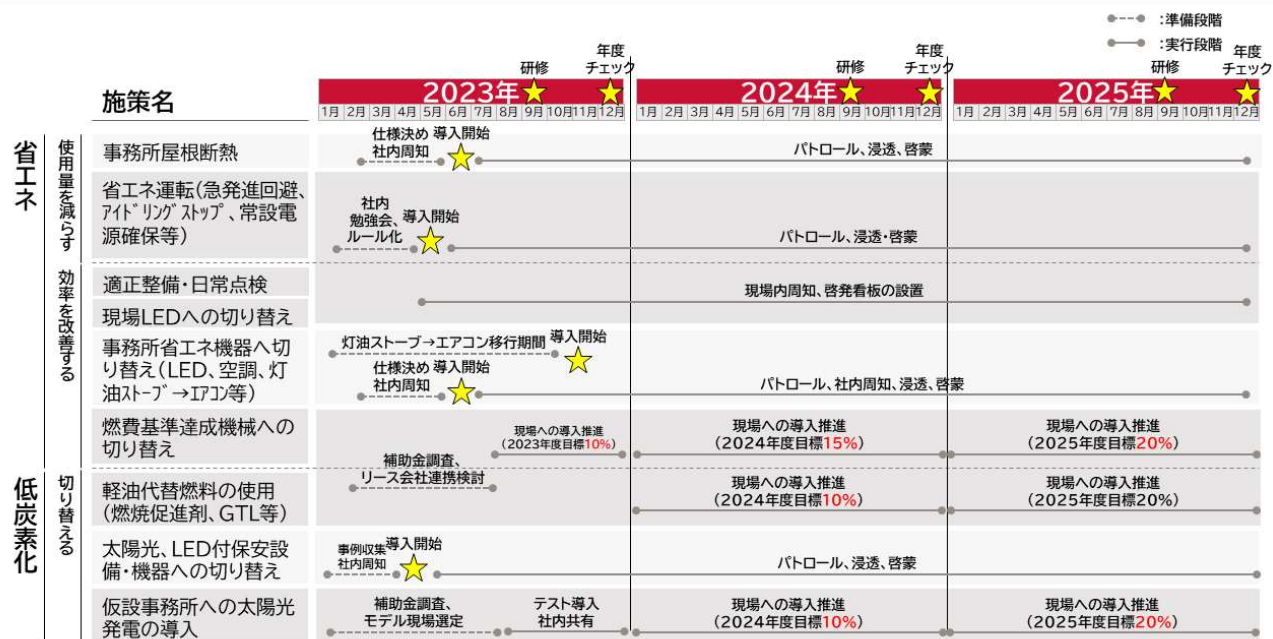 :準備段階
:実行段階
研修
年度
チェック
研修
年度
チェック
研修
年度
チェック
施策名
2023年
2024年
2025年
1月 2月 3月 4月 5月 6月 7月 8月 9月 10月 11月 12月
1月 2月 3月 4月 5月 6月 7月 8月 9月 10月 11月 12月
1月 2月 3月 4月 5月 6月 7月 8月 9月 10月 11月 12月
省エネ
使用量を減らす
事務所屋根断熱
仕様決め 導入開始
社内周知
パトロール、浸透、啓蒙
省エネ運転(急発進回避、
アイドリングストップ、常設電
源確保等)
社内
勉強会、導入開始
ルール化
パトロール、浸透・啓蒙
効率を改善する
適正整備・日常点検
現場LEDへの切り替え
現場内周知、啓発看板の設置
事務所省エネ機器へ切
り替え(LED、空調、灯
油ストーブ→エアコン等)
灯油ストーブ→エアコン移行期間 導入開始
仕様決め 導入開始
社内周知
パトロール、社内周知、浸透、啓蒙
燃費基準達成機械への
切り替え
現場への導入推進
(2023年度目標10%)
現場への導入推進
(2024年度目標15%)
現場への導入推進
(2025年度目標20%)
補助金調査、
リース会社連携検討
低炭素化
切り替える
軽油代替燃料の使用
(燃焼促進剤、GTL等)
現場への導入推進
(2024年度目標10%)
現場への導入推進
(2025年度目標20%)
太陽光、LED付保安設
備・機器への切り替え
事例収集 導入開始
社内周知
パトロール、浸透、啓蒙
仮設事務所への太陽光
発電の導入
補助金調査、
モデル現場選定
テスト導入
社内共有
現場への導入推進
(2024年度目標10%)
現場への導入推進
(2025年度目標20%)